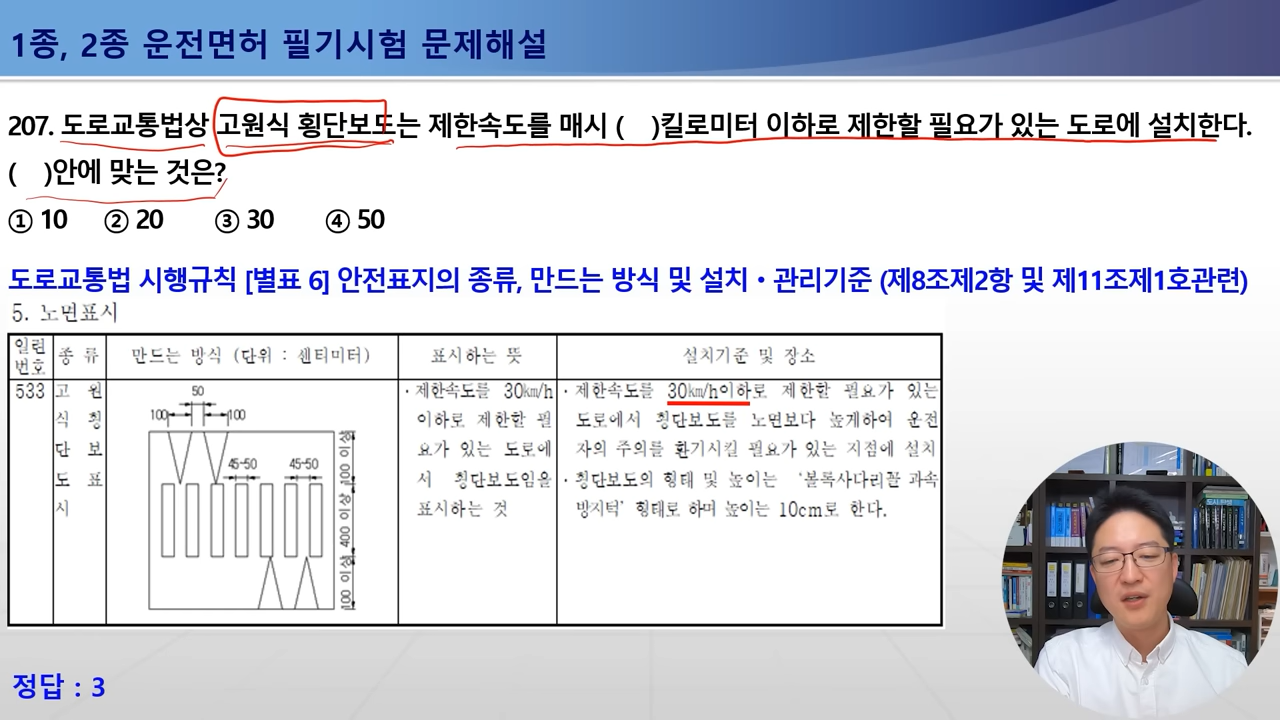 1종, 2종 운전면허 필기시험 문제해설
207. 도로교통법상 고원식 횡단보도는 제한속도를 매시 (    )킬로미터 이하로 제한할 필요가 있는 도로에 설치한다.
(    )안에 맞는 것은?
① 10 ② 20 ③ 30 ④ 50
도로교통법 시행규칙 [별표 6] 안전표지의 종류, 만드는 방식 및 설치・관리기준 (제8조제2항 및 제11조제1호관련)
5. 노면표시
일련번호 종 류 만드는 방식 (단위 : 센티미터) 표시하는 뜻 설치기준 및 장소
533
고 원
식 횡
단 보
도 표
시
50
100 100
45~50 45~50
100 이상
400 이상
100 이상
·제한속도를 30km/h
이하로 제한할 필
요가 있는 도로에
서 횡단보도임을
표시하는 것
·제한속도를 30km/h이하로 제한할 필요가 있는
도로에서 횡단보도를 노면보다 높게하여 운전
자의 주의를 환기시킬 필요가 있는 지점에 설치
·횡단보도의 형태 및 높이는 '볼록사다리꼴 과속
방지턱' 형태로 하며 높이는 10cm로 한다.
정답 : 3